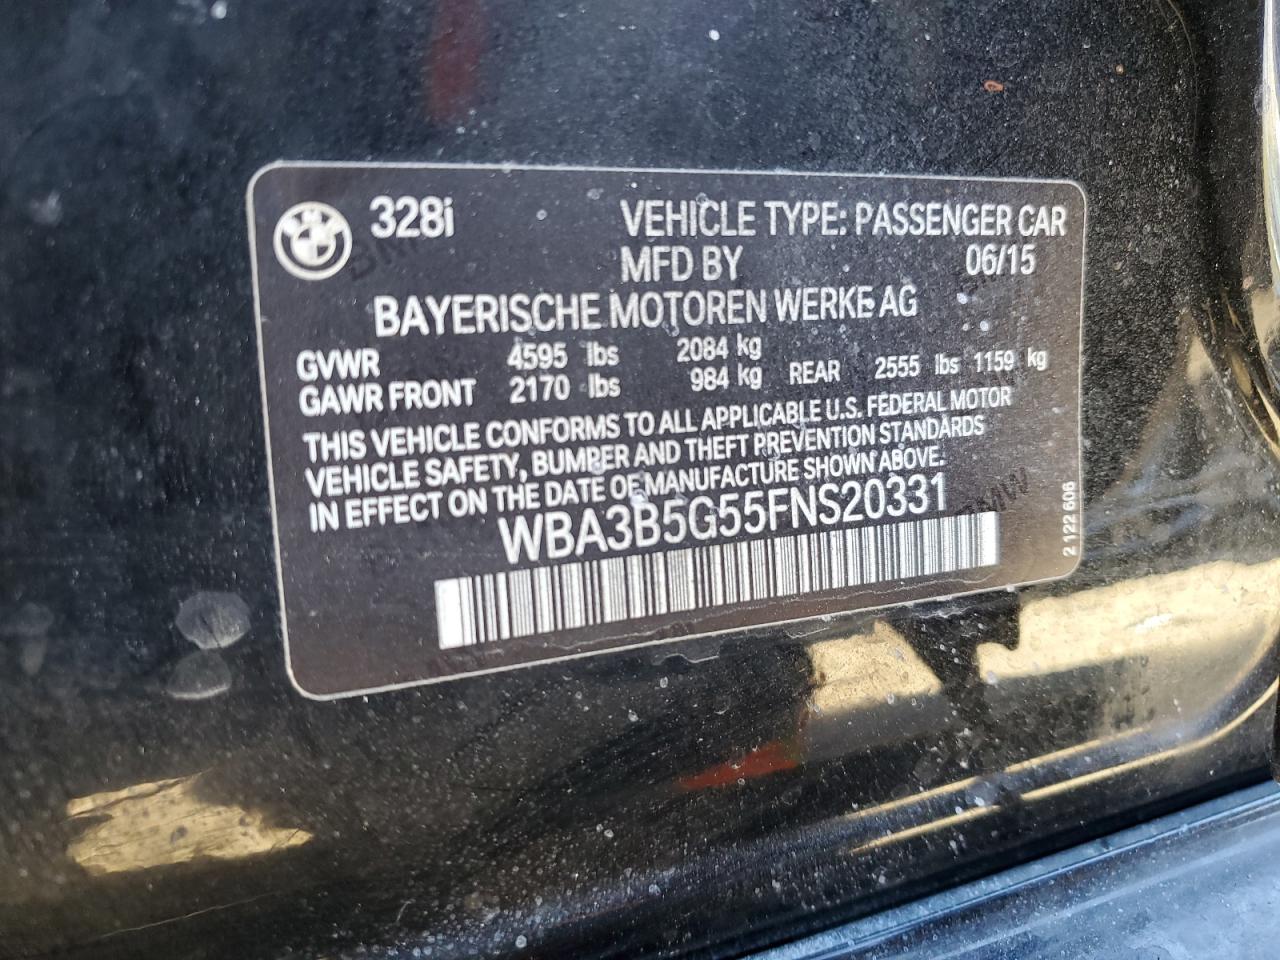 328i VEHICLE TYPE: PASSENGER CAR
MFD BY 06/15
BAYERISCHE MOTOREN WERKE AG
GVWR 4595 lbs 2084 kg
GAWR FRONT 2170 lbs 984 kg REAR 2555 lbs 1159 kg
THIS VEHICLE CONFORMS TO ALL APPLICABLE U.S. FEDERAL MOTOR
VEHICLE SAFETY, BUMPER AND THEFT PREVENTION STANDARDS
IN EFFECT ON THE DATE OF MANUFACTURE SHOWN ABOVE.
WBA3B5G55FNS20331
2 122 606